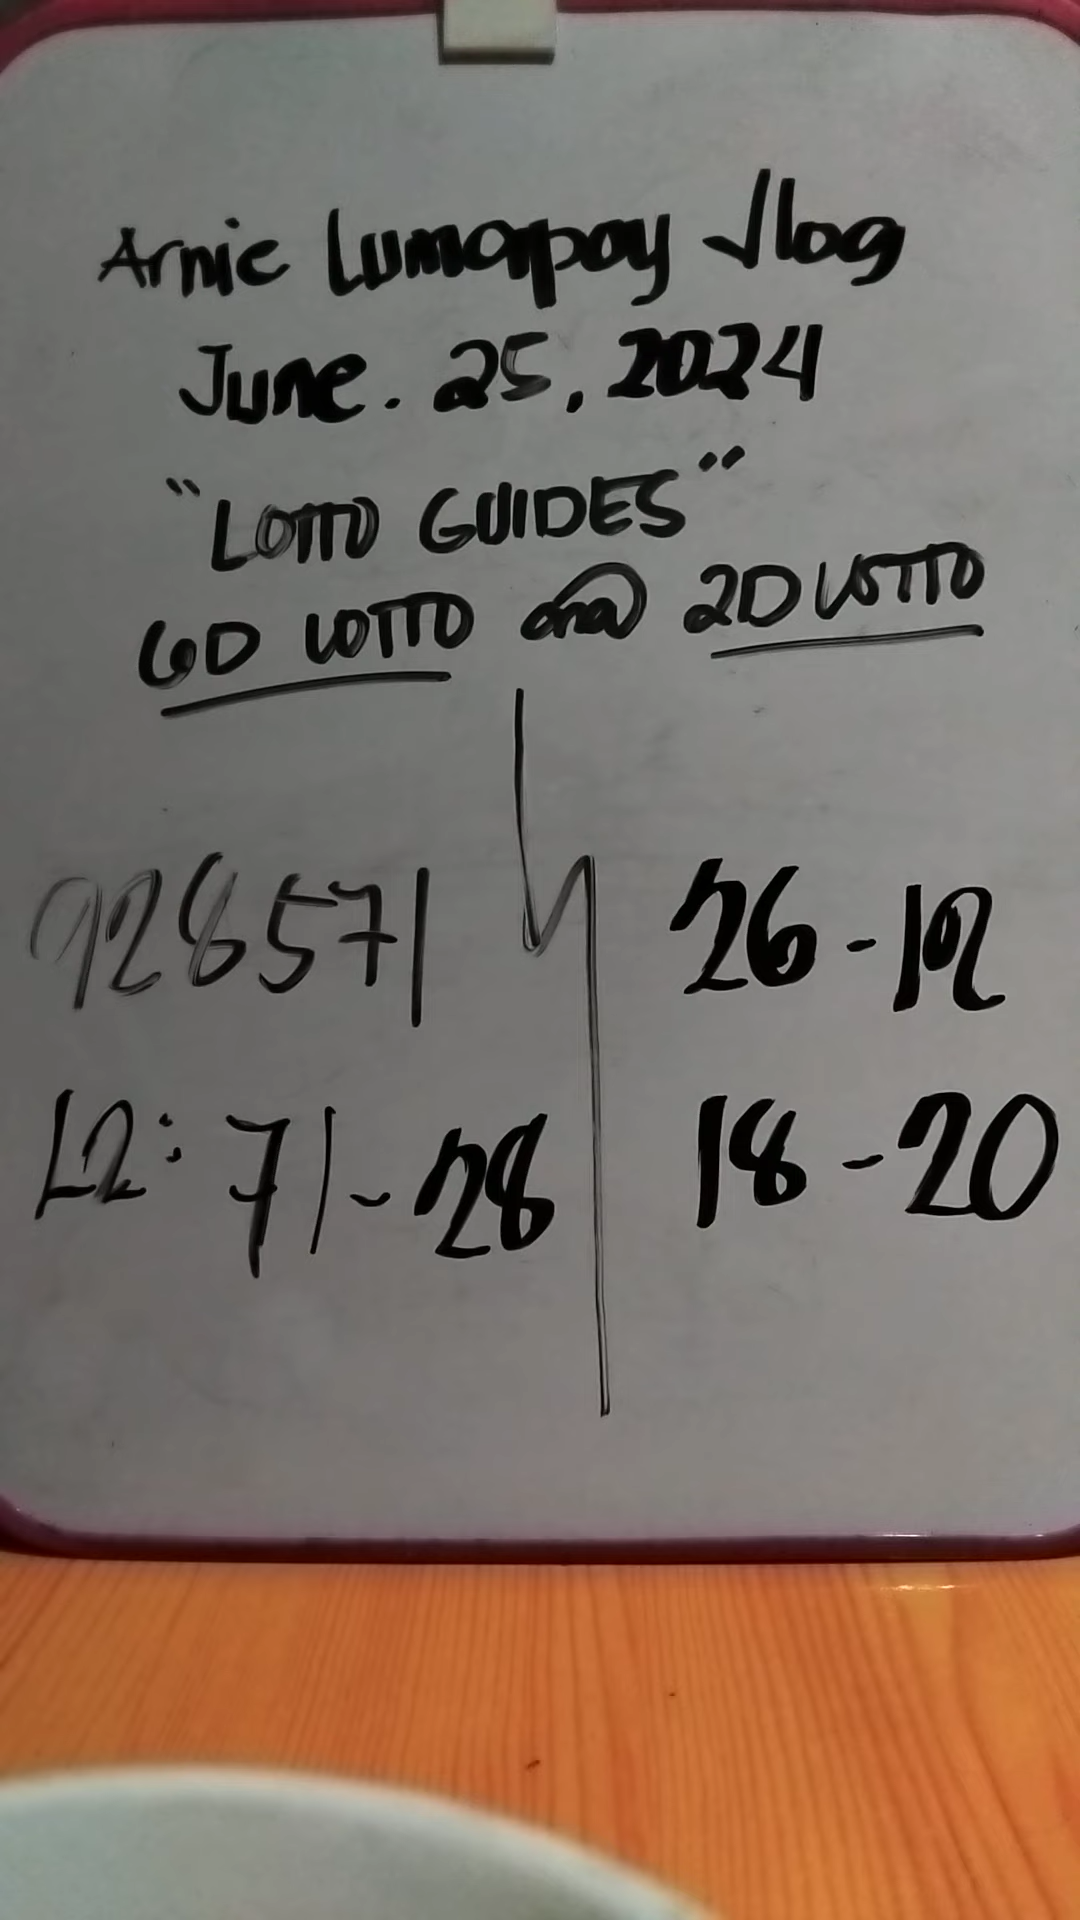 Arnie Lumapay Vlog
June. 25, 2024
"LOTTO GUIDES"
6D LOTTO and 2D LOTTO
928571
L2: 71-28
26-12
18-20